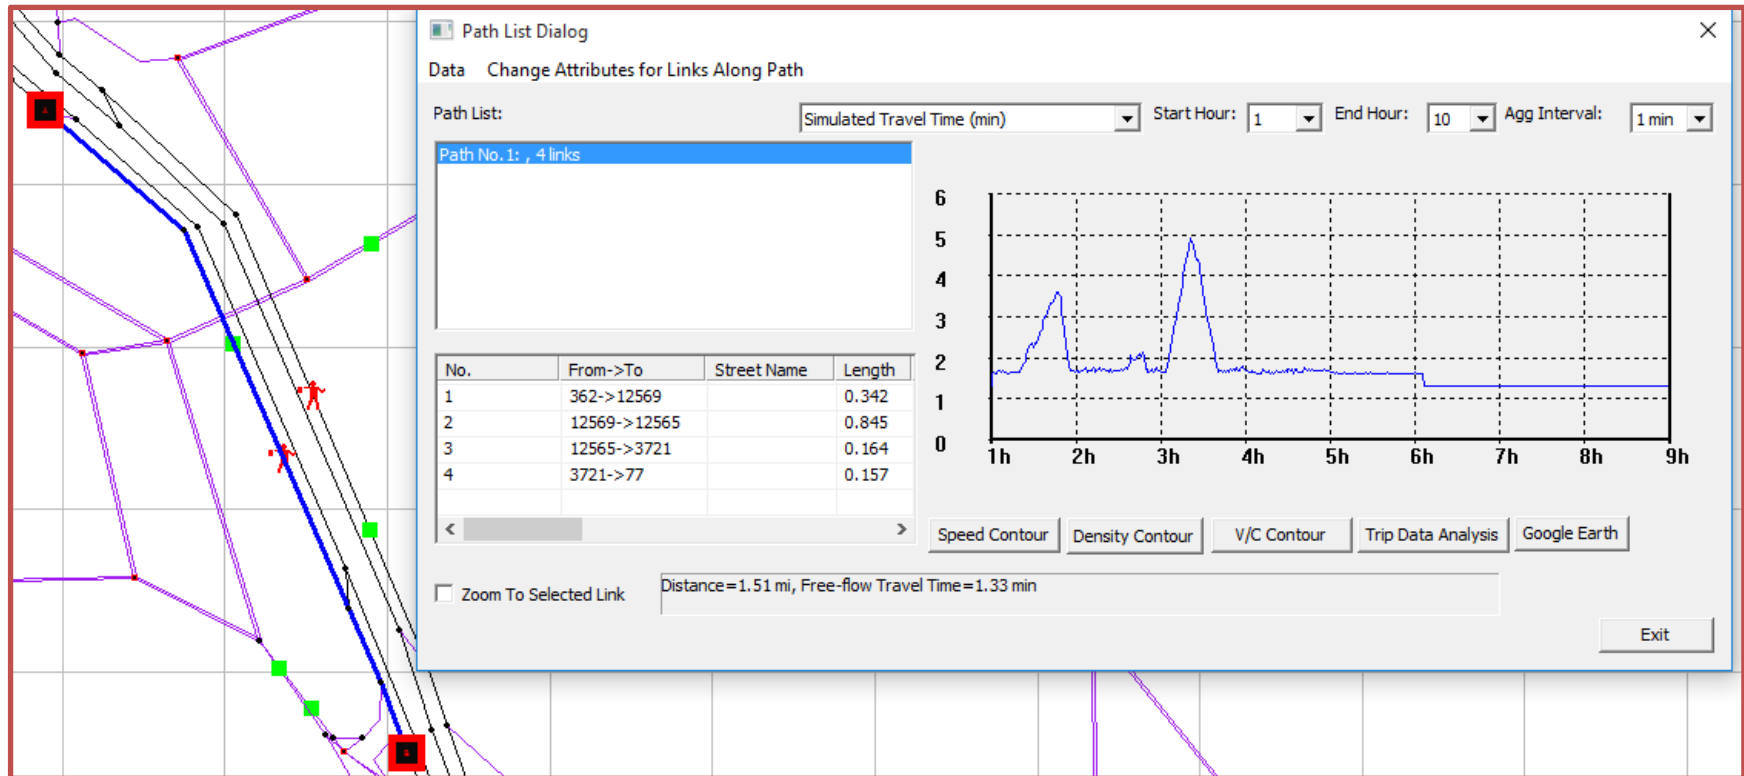 Path List Dialog
Data Change Attributes for Links Along Path
Path List: Simulated Travel Time (min) Start Hour: 1 End Hour: 10 Agg Interval: 1 min
Path No.1: , 4 links
6
5
4
3
2
1
0
1h 2h 3h 4h 5h 6h 7h 8h 9h
No. From->To Street Name Length
1 362->12569 0.342
2 12569->12565 0.845
3 12565->3721 0.164
4 3721->77 0.157
Speed Contour Density Contour V/C Contour Trip Data Analysis Google Earth
Zoom To Selected Link Distance=1.51 mi, Free-flow Travel Time=1.33 min
Exit